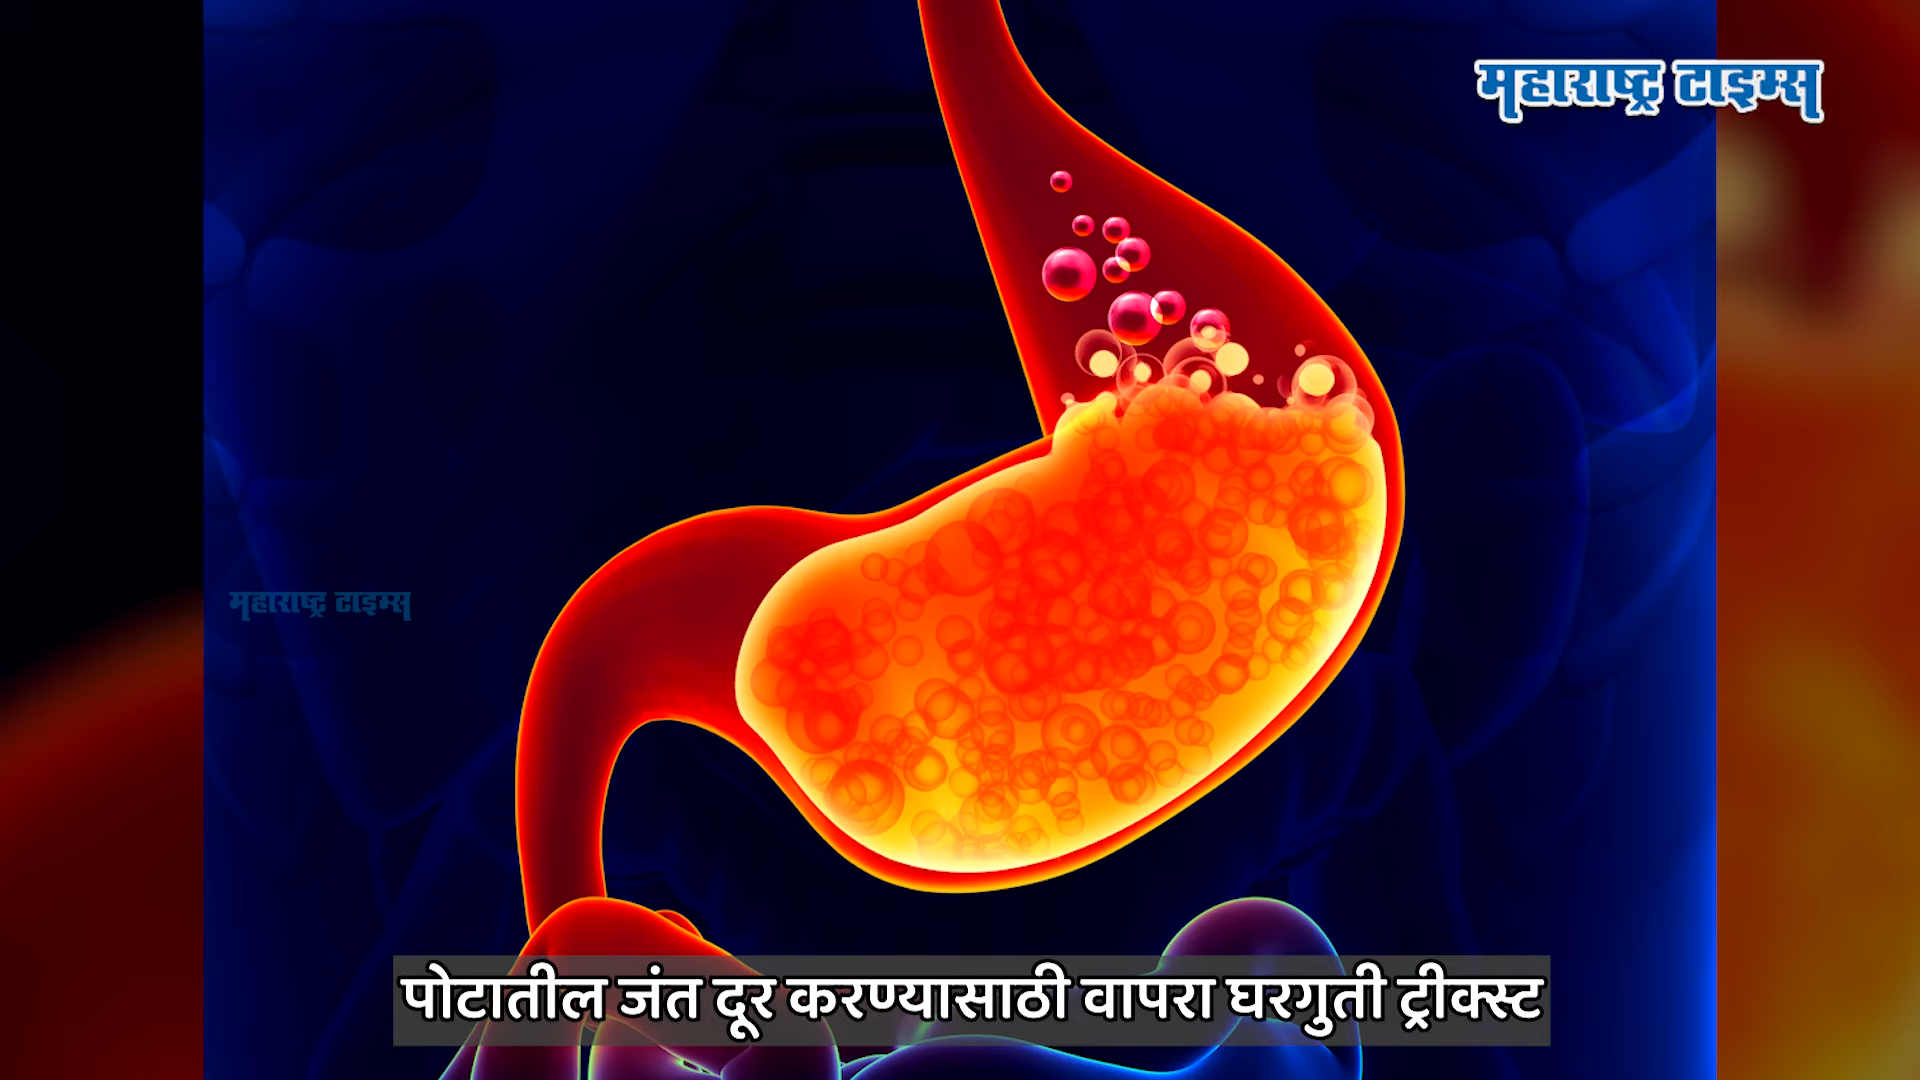 महाराष्ट्र टाइम्स्
महाराष्ट्र टाइम्स्
पोटातील जंत दूर करण्यासाठी वापरा घरगुती ट्रीक्स्ट